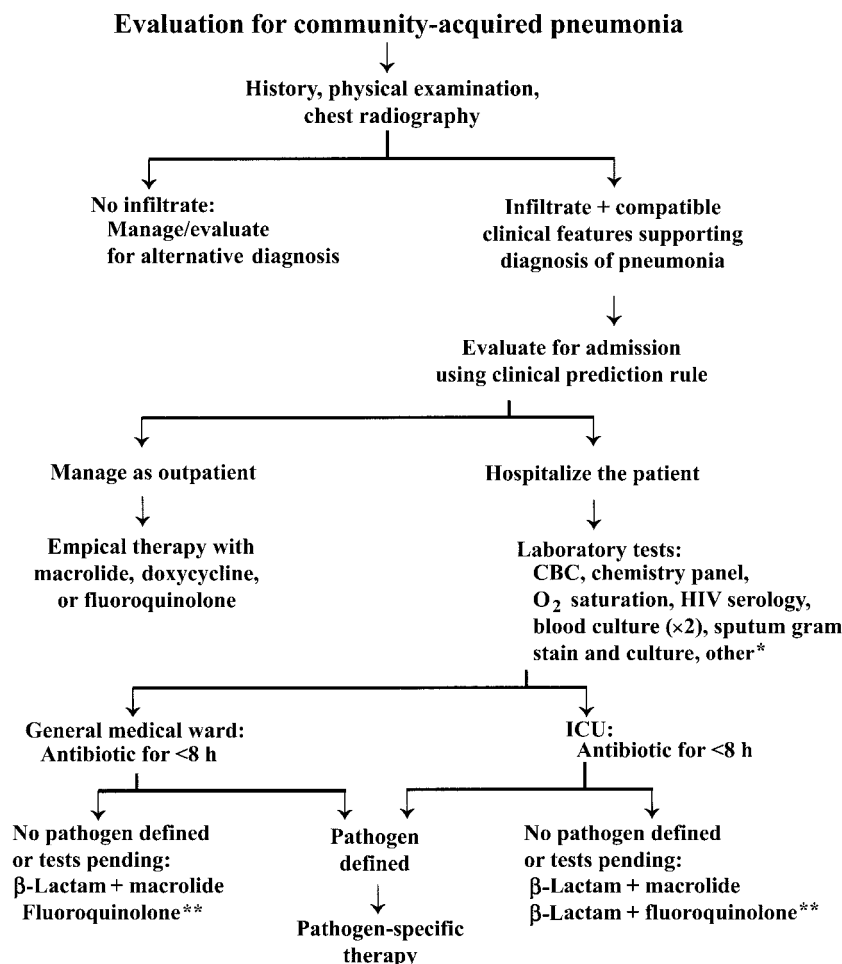 Evaluation for community-acquired pneumonia
History, physical examination,
chest radiography
No infiltrate:
Manage/evaluate
for alternative diagnosis
Infiltrate + compatible
clinical features supporting
diagnosis of pneumonia
Evaluate for admission
using clinical prediction rule
Manage as outpatient
Hospitalize the patient
Empical therapy with
macrolide, doxycycline,
or fluoroquinolone
Laboratory tests:
CBC, chemistry panel,
O₂ saturation, HIV serology,
blood culture (×2), sputum gram
stain and culture, other*
General medical ward:
Antibiotic for <8 h
ICU:
Antibiotic for <8 h
No pathogen defined
or tests pending:
β-Lactam + macrolide
Fluoroquinolone**
Pathogen
defined
Pathogen-specific
therapy
No pathogen defined
or tests pending:
β-Lactam + macrolide
β-Lactam + fluoroquinolone**